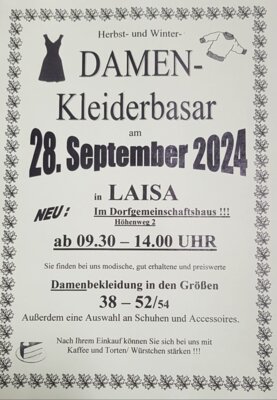 Herbst- und Winter-
DAMEN-
Kleiderbasar
am
28. September 2024
in LAISA
NEU: Im Dorfgemeinschaftshaus !!!
Höhenweg 2
ab 09.30 – 14.00 UHR
Sie finden bei uns modische, gut erhaltene und preiswerte
Damenbekleidung in den Größen
38 – 52/54
Außerdem eine Auswahl an Schuhen und Accessoires.
Nach Ihrem Einkauf können Sie sich bei uns mit
Kaffee und Torten/ Würstchen stärken !!!